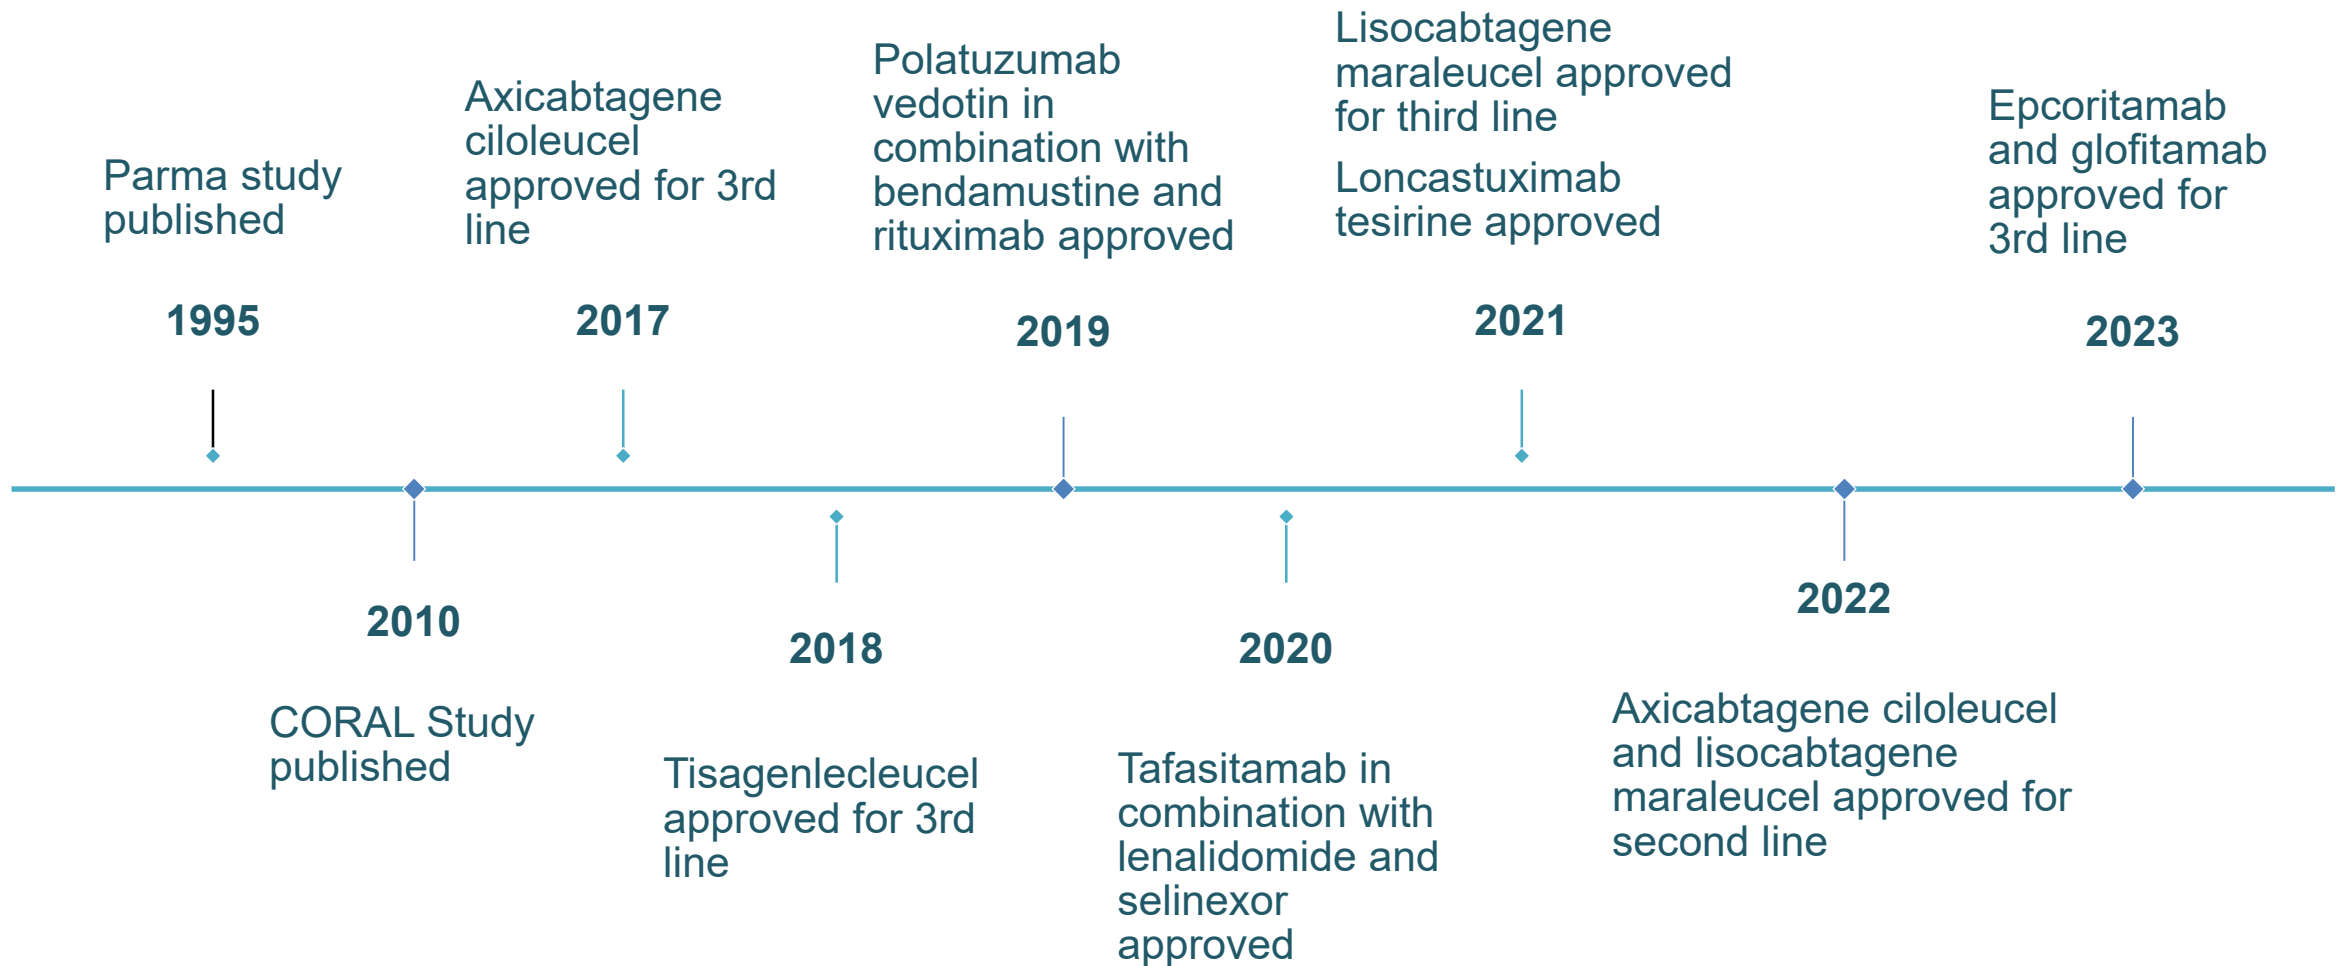 Parma study
published
1995
2010
CORAL Study
published
Axicabtagene
ciloleucel
approved for 3rd
line
2017
2018
Tisagenlecleucel
approved for 3rd
line
Polatuzumab
vedotin in
combination with
bendamustine and
rituximab approved
2019
2020
Tafasitamab in
combination with
lenalidomide and
selinexor
approved
Lisocabtagene
maraleucel approved
for third line
Loncastuximab
tesirine approved
2021
2022
Axicabtagene ciloleucel
and lisocabtagene
maraleucel approved for
second line
Epcoritamab
and glofitamab
approved for
3rd line
2023